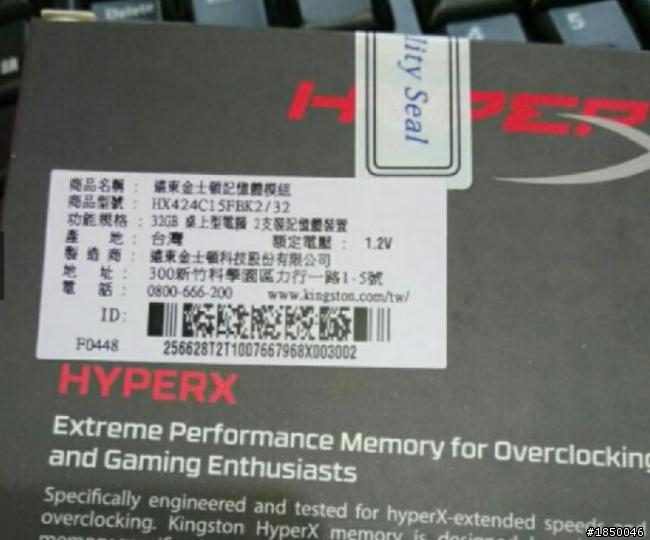 Delete
4
5
lity Seal
HYPER
商品名稱： 遠東金士頓記憶體模組
商品型號： HX424C15FBK2/32
功能規格： 32GB 桌上型電腦 2支裝記憶體裝置
產地： 台灣 額定電壓： 1.2V
製造商： 遠東金士頓科技股份有限公司
地址： 300新竹科學園區力行一路1-5號
電話： 0800-666-200 www.kingston.com/tw/
ID:
F0448 256628T2T1007667968X003002
HYPERX
Extreme Performance Memory for Overclocking
and Gaming Enthusiasts
Specifically engineered and tested for hyperX-extended speeds and
overclocking. Kingston HyperX memory is designed
#1850046